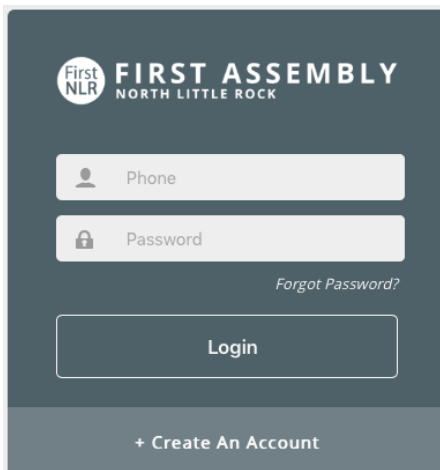 First
NLR
FIRST ASSEMBLY
NORTH LITTLE ROCK
Phone
Password
Forgot Password?
Login
+ Create An Account